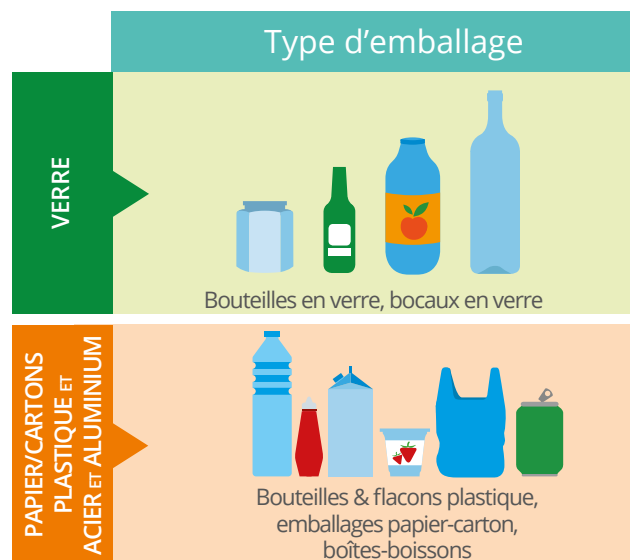 Type d’emballage
VERRE
Bouteilles en verre, bocaux en verre
PAPIER/CARTONS
PLASTIQUE ET
ACIER ET ALUMINIUM
Bouteilles & flacons plastique,
emballages papier-carton,
boîtes-boissons